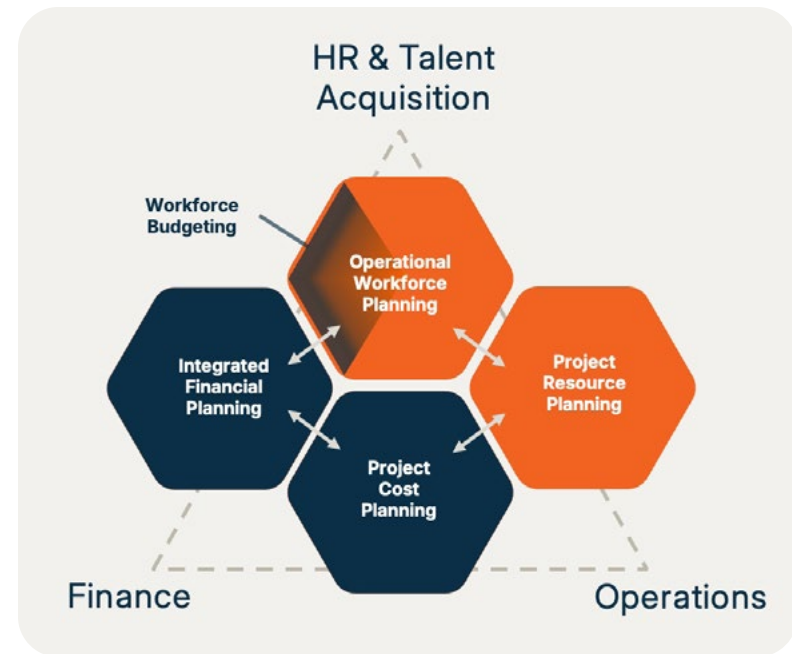 HR & Talent
Acquisition
Workforce
Budgeting
Operational
Workforce
Planning
Integrated
Financial
Planning
Project
Resource
Planning
Project
Cost
Planning
Finance
Operations